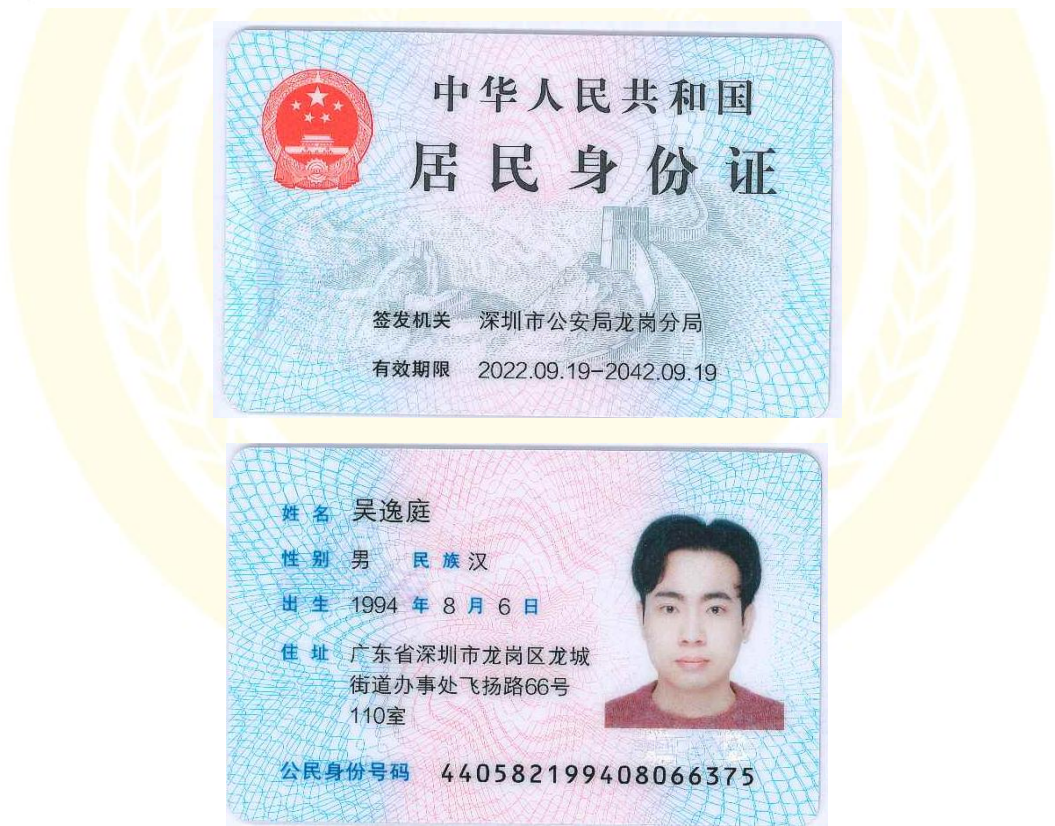 中华人民共和国
居民身份证
签发机关 深圳市公安局龙岗分局
有效期限 2022.09.19-2042.09.19
姓名 吴逸庭
性别 男 民族 汉
出生 1994 年 8 月 6 日
住址 广东省深圳市龙岗区龙城
街道办事处飞扬路66号
110室
公民身份号码 440582199408066375